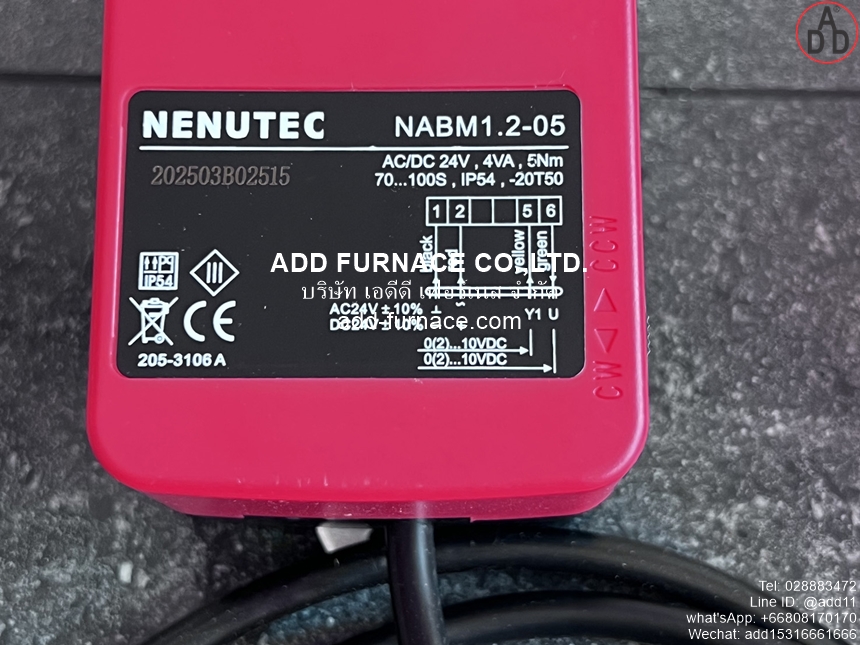 ADD
NENUTEC NABM1.2-05
202503B02515
AC/DC 24V , 4VA , 5Nm
70...100S , IP54 , -20T50
1 2 5 6
yellow
CCW
ADD FURNACE CO.,LTD.
บริษัท เอดีดี เฟอร์เนส จำกัด
IP54
III
AC24V ±10% ⊥
DC24V ±10%
add-furnace.com
Y1 U
CE
0(2)...10VDC
0(2)...10VDC
205-3106 A
CW
Tel: 028883472
Line ID: @add11
what'sApp: +66808170170
Wechat: add15316661666